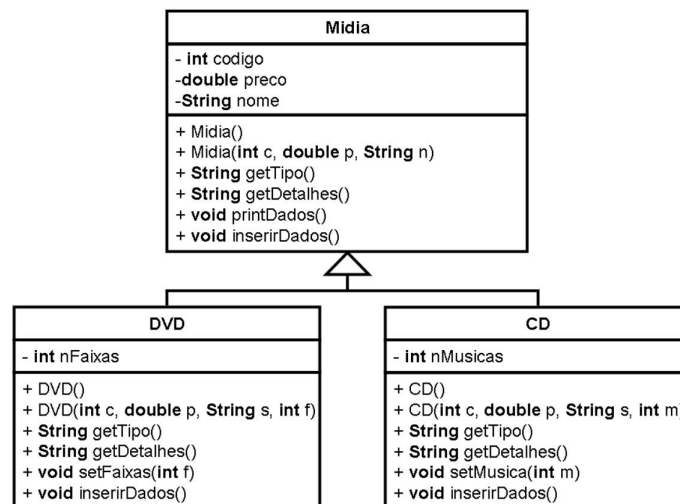 Midia
- int codigo
-double preco
-String nome
+ Midia()
+ Midia(int c, double p, String n)
+ String getTipo()
+ String getDetalhes()
+ void printDados()
+ void inserirDados()
DVD
- int nFaixas
+ DVD()
+ DVD(int c, double p, String s, int f)
+ String getTipo()
+ String getDetalhes()
+ void setFaixas(int f)
+ void inserirDados()
CD
- int nMusicas
+ CD()
+ CD(int c, double p, String s, int m)
+ String getTipo()
+ String getDetalhes()
+ void setMusica(int m)
+ void inserirDados()